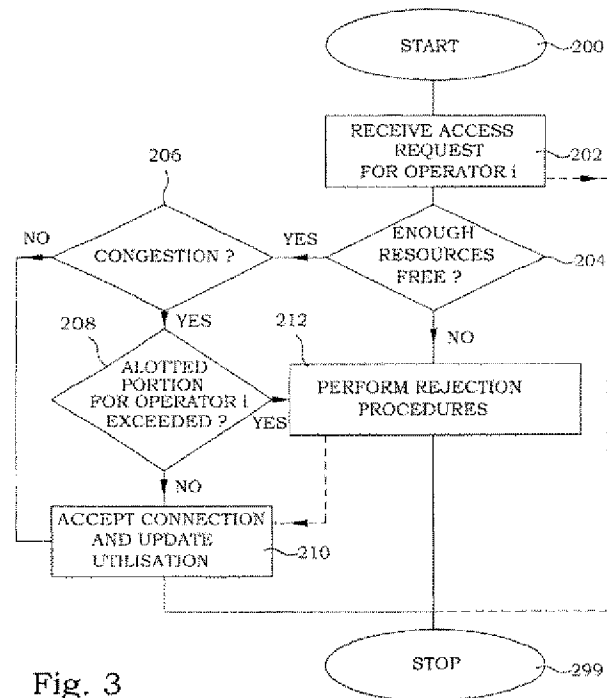 START
200
RECEIVE ACCESS
REQUEST
FOR OPERATOR i
202
206
NO
CONGESTION ?
YES
ENOUGH
RESOURCES
FREE ?
204
YES
NO
208
ALOTTED
PORTION
FOR OPERATOR i
EXCEEDED ?
YES
212
PERFORM REJECTION
PROCEDURES
NO
ACCEPT CONNECTION
AND UPDATE
UTILISATION
210
STOP
299
Fig. 3